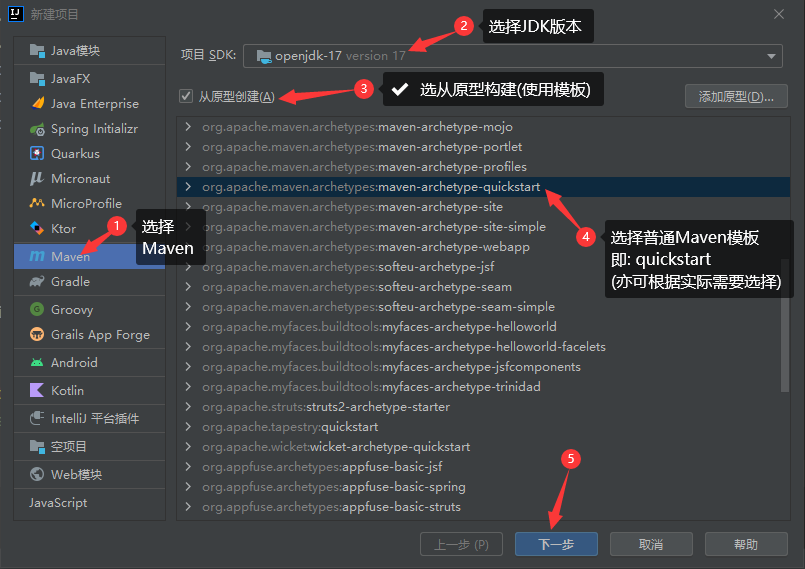 新建项目
Java模块
JavaFX
Java Enterprise
Spring Initializr
Quarkus
Micronaut
MicroProfile
Ktor
Maven
Gradle
Groovy
Grails App Forge
Android
Kotlin
IntelliJ 平台插件
空项目
Web模块
JavaScript
1
选择
Maven
项目 SDK:
openjdk-17 version 17
2
选择JDK版本
从原型创建(A)
3
✔ 选从原型构建(使用模板)
添加原型(D)...
org.apache.maven.archetypes:maven-archetype-mojo
org.apache.maven.archetypes:maven-archetype-portlet
org.apache.maven.archetypes:maven-archetype-profiles
org.apache.maven.archetypes:maven-archetype-quickstart
org.apache.maven.archetypes:maven-archetype-site
org.apache.maven.archetypes:maven-archetype-site-simple
org.apache.maven.archetypes:maven-archetype-webapp
org.apache.maven.archetypes:softeu-archetype-jsf
org.apache.maven.archetypes:softeu-archetype-seam
org.apache.maven.archetypes:softeu-archetype-seam-simple
org.apache.myfaces.buildtools:myfaces-archetype-helloworld
org.apache.myfaces.buildtools:myfaces-archetype-helloworld-facelets
org.apache.myfaces.buildtools:myfaces-archetype-jsfcomponents
org.apache.myfaces.buildtools:myfaces-archetype-trinidad
org.apache.struts:struts2-archetype-starter
org.apache.tapestry:quickstart
org.apache.wicket:wicket-archetype-quickstart
org.appfuse.archetypes:appfuse-basic-jsf
org.appfuse.archetypes:appfuse-basic-spring
org.appfuse.archetypes:appfuse-basic-struts
4
选择普通Maven模板
即: quickstart
(亦可根据实际需要选择)
5
上一步 (P)
下一步
取消
帮助